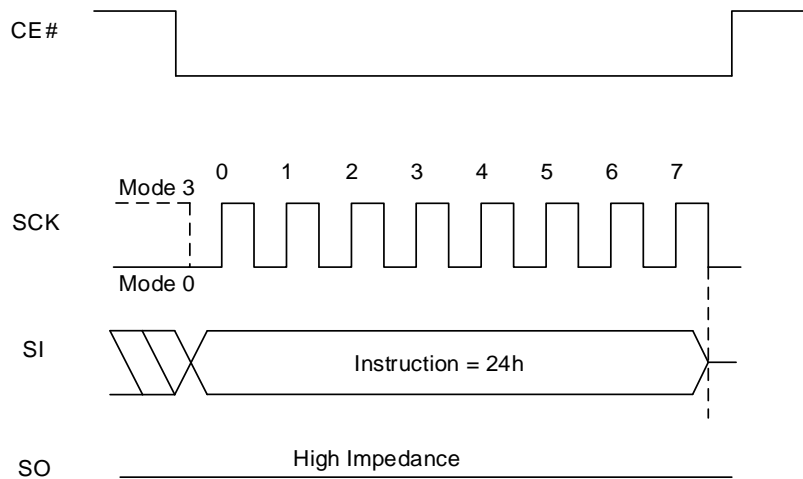 CE#
0 1 2 3 4 5 6 7
Mode 3
SCK
Mode 0
SI
Instruction = 24h
High Impedance
SO